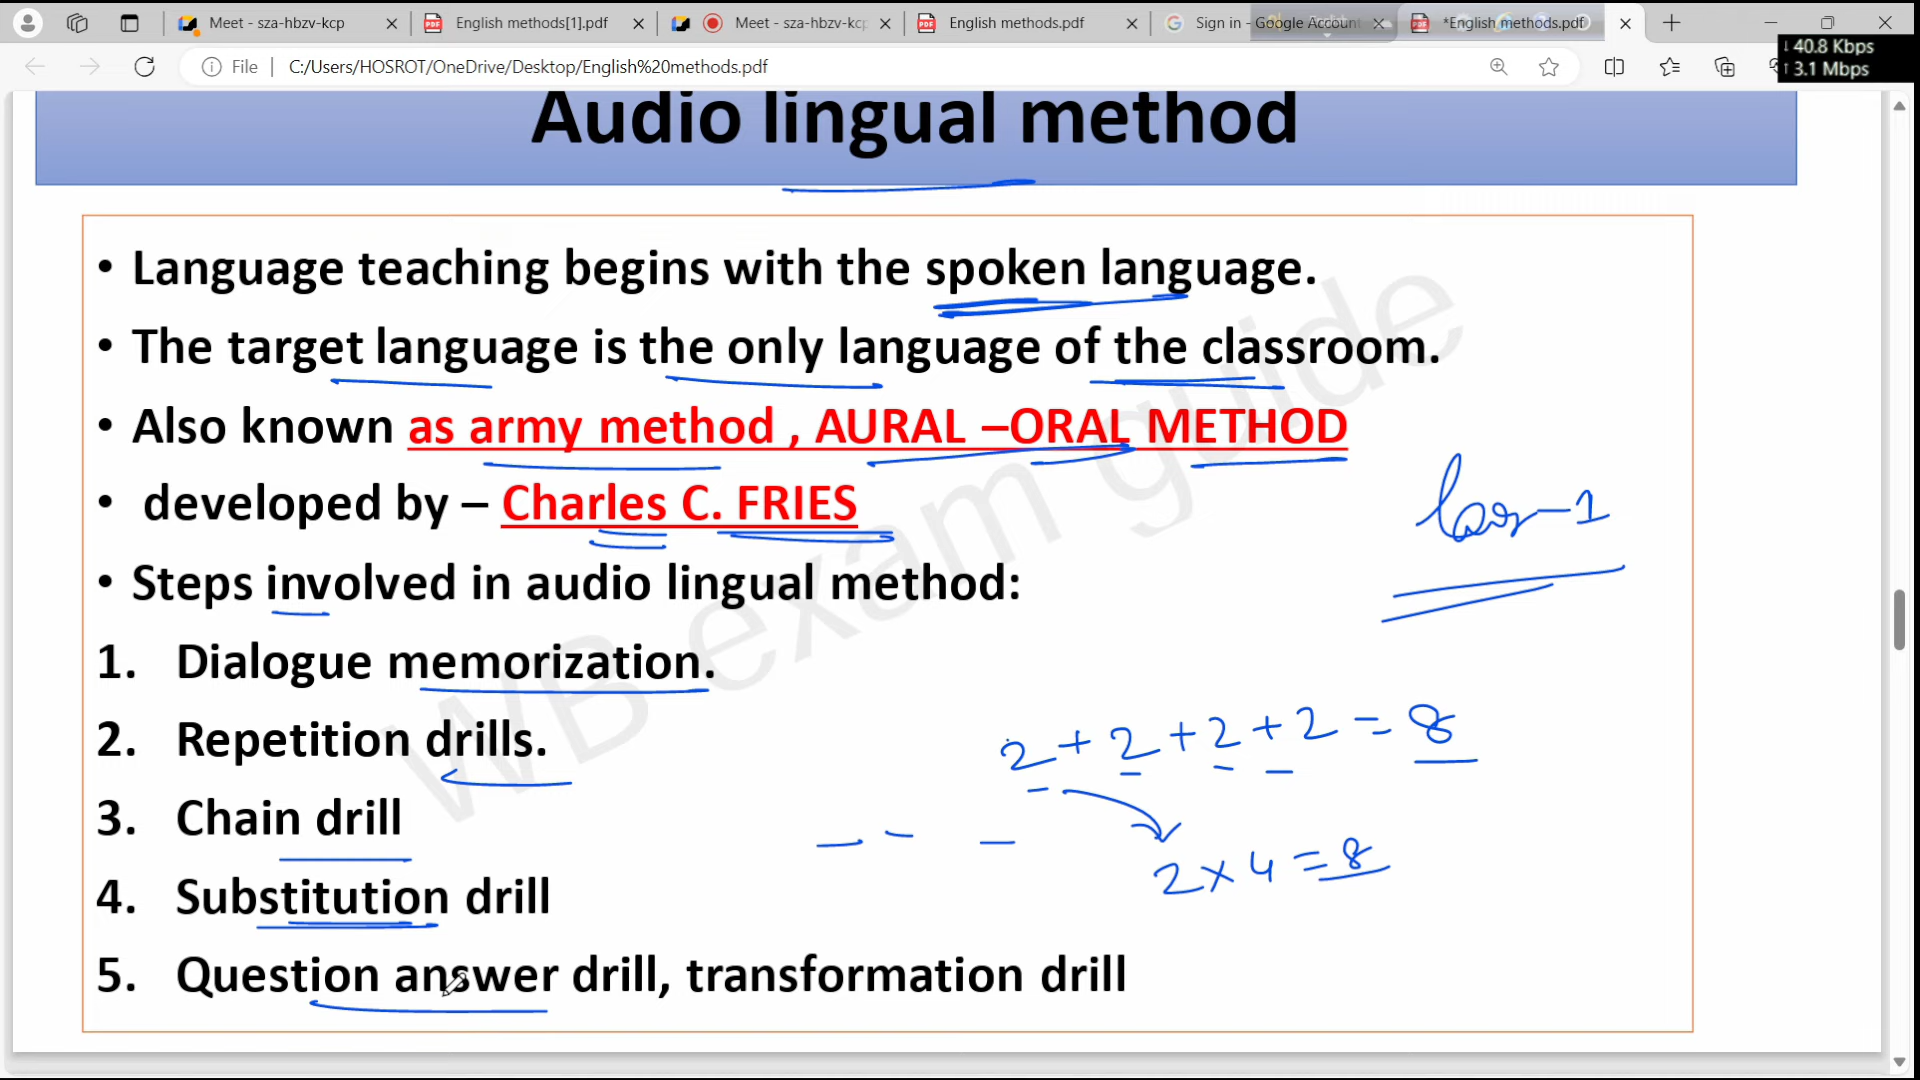 Meet - sza-hbzv-kcp
English methods[1].pdf
Meet - sza-hbzv-kcp
English methods.pdf
Sign in - Google Account
*English methods.pdf
↓ 40.8 Kbps
↑ 3.1 Mbps
File
C:/Users/HOSROT/OneDrive/Desktop/English%20methods.pdf
Audio lingual method
• Language teaching begins with the spoken language.
• The target language is the only language of the classroom.
• Also known as army method , AURAL –ORAL METHOD
• developed by – Charles C. FRIES
• Steps involved in audio lingual method:
1. Dialogue memorization.
2. Repetition drills.
3. Chain drill
4. Substitution drill
5. Question answer drill, transformation drill
2 + 2 + 2 + 2 = 8
2 × 4 = 8
WB exam guide